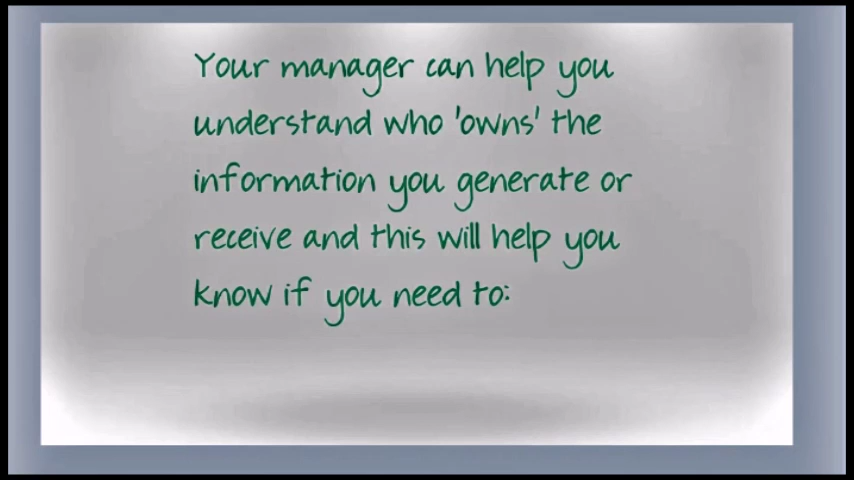 Your manager can help you
understand who 'owns' the
information you generate or
receive and this will help you
know if you need to: